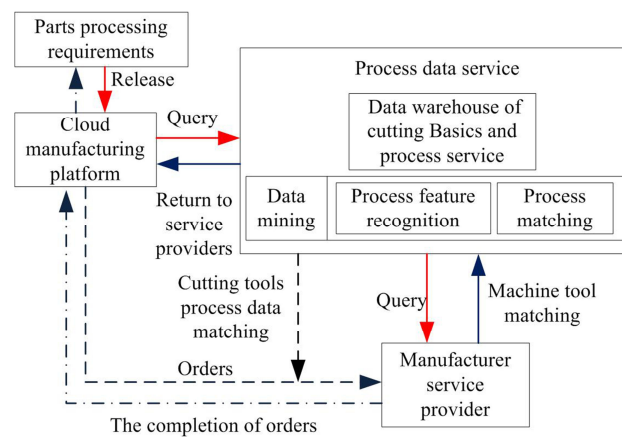 Parts processing
requirements
Release
Cloud
manufacturing
platform
Query
Return to
service
providers
Process data service
Data warehouse of
cutting Basics and
process service
Data
mining
Process feature
recognition
Process
matching
Cutting tools
process data
matching
Query
Machine tool
matching
Orders
Manufacturer
service
provider
The completion of orders